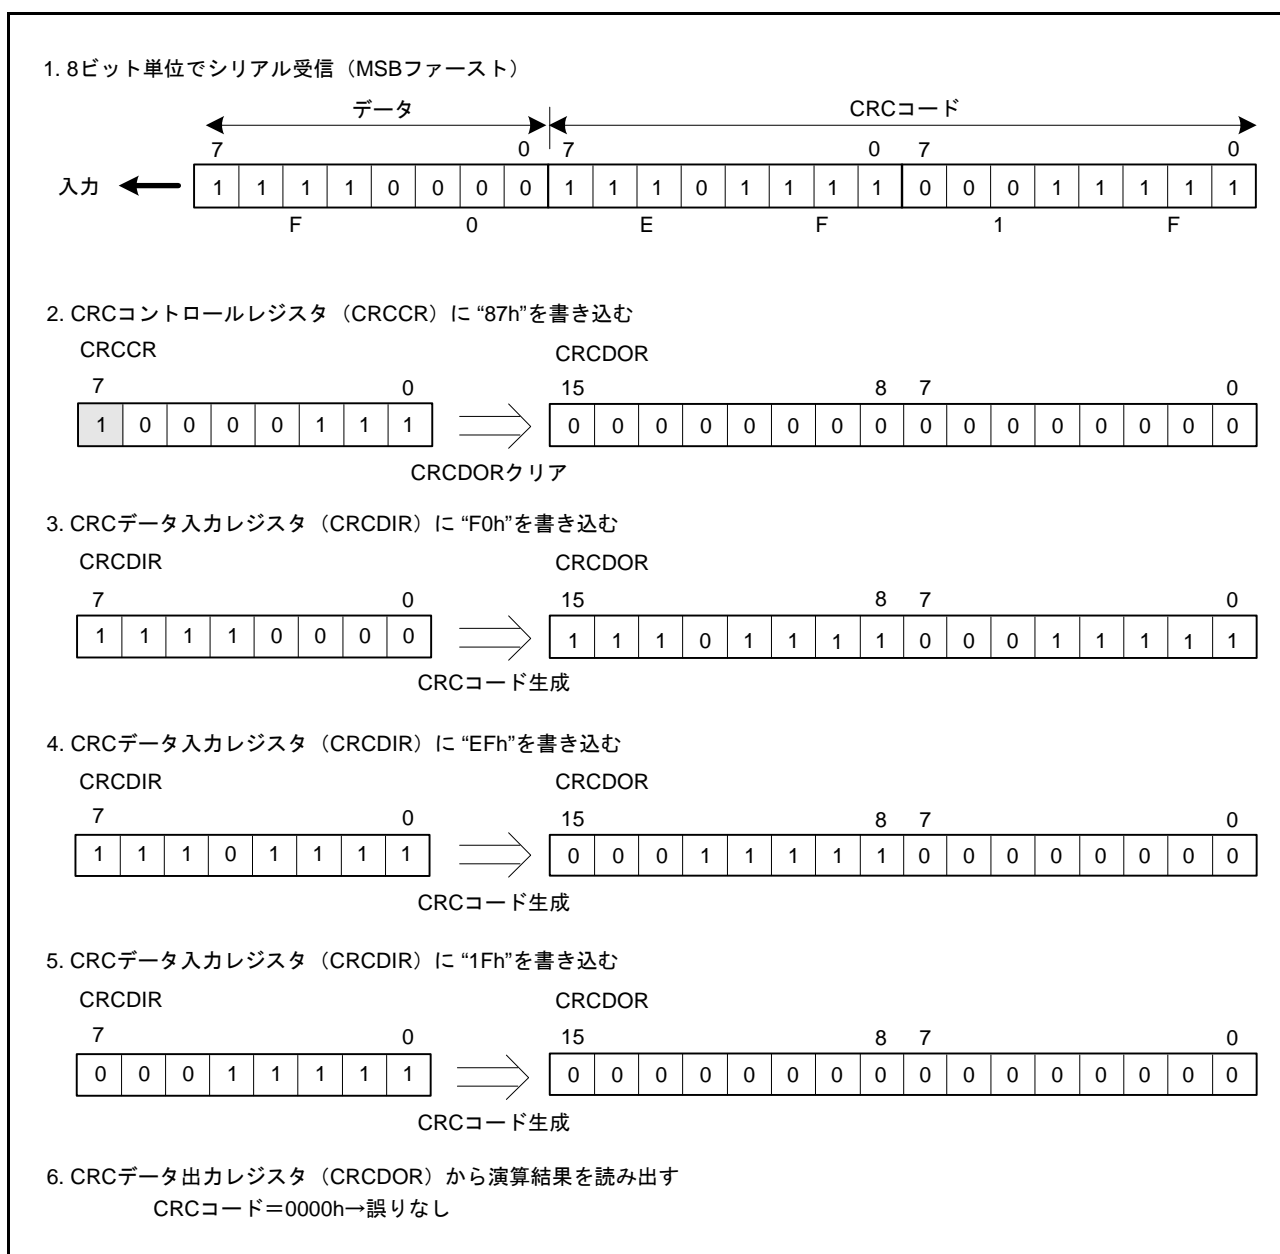 1. 8ビット単位でシリアル受信（MSBファースト）
データ CRCコード
7 0 7 0 7 0
入力 1 1 1 1 0 0 0 0 1 1 1 0 1 1 1 1 0 0 0 1 1 1 1 1
F 0 E F 1 F
2. CRCコントロールレジスタ（CRCCR）に “87h”を書き込む
CRCCR CRCDOR
7 0 15 8 7 0
1 0 0 0 0 1 1 1 0 0 0 0 0 0 0 0 0 0 0 0 0 0 0 0
CRCDORクリア
3. CRCデータ入力レジスタ（CRCDIR）に “F0h”を書き込む
CRCDIR CRCDOR
7 0 15 8 7 0
1 1 1 1 0 0 0 0 1 1 1 0 1 1 1 1 0 0 0 1 1 1 1 1
CRCコード生成
4. CRCデータ入力レジスタ（CRCDIR）に “EFh”を書き込む
CRCDIR CRCDOR
7 0 15 8 7 0
1 1 1 0 1 1 1 1 0 0 0 1 1 1 1 1 0 0 0 0 0 0 0 0
CRCコード生成
5. CRCデータ入力レジスタ（CRCDIR）に “1Fh”を書き込む
CRCDIR CRCDOR
7 0 15 8 7 0
0 0 0 1 1 1 1 1 0 0 0 0 0 0 0 0 0 0 0 0 0 0 0 0
CRCコード生成
6. CRCデータ出力レジスタ（CRCDOR）から演算結果を読み出す
CRCコード＝0000h→誤りなし